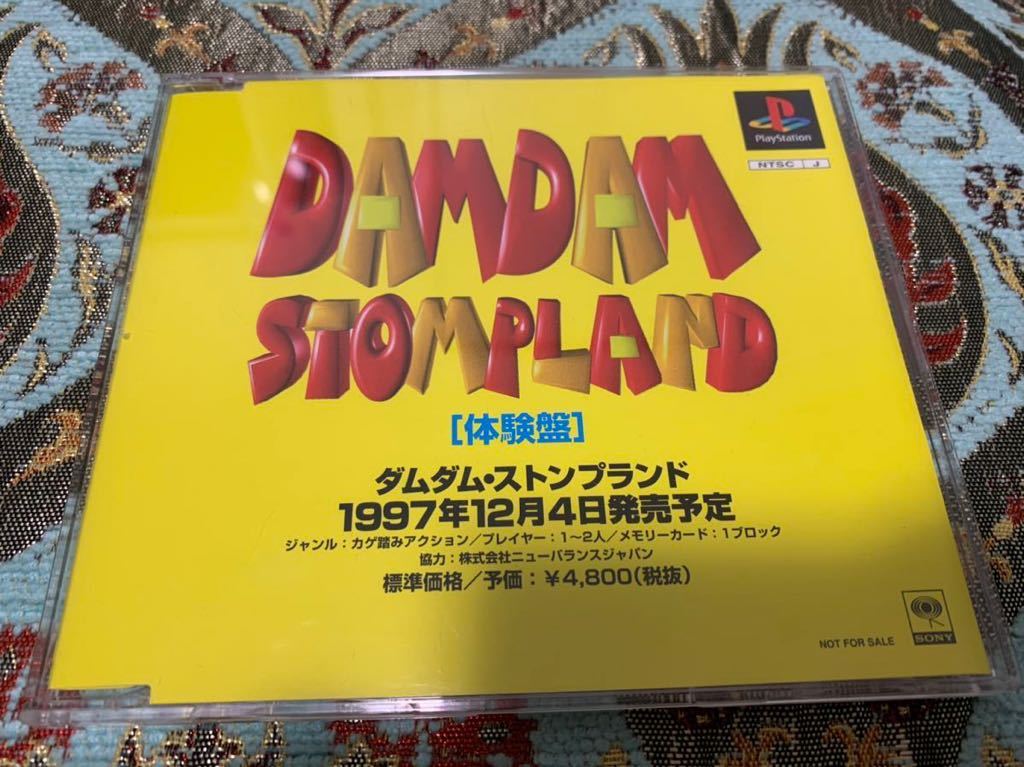 PlayStation
NTSC J
DAMDAM
STOMPLAND
[体験盤]
ダムダム・ストンプランド
1997年12月4日発売予定
ジャンル：カゲ踏みアクション／プレイヤー：1〜2人／メモリーカード：1ブロック
協力：株式会社ニューバランスジャパン
標準価格／予価：￥4,800(税抜)
NOT FOR SALE
SONY